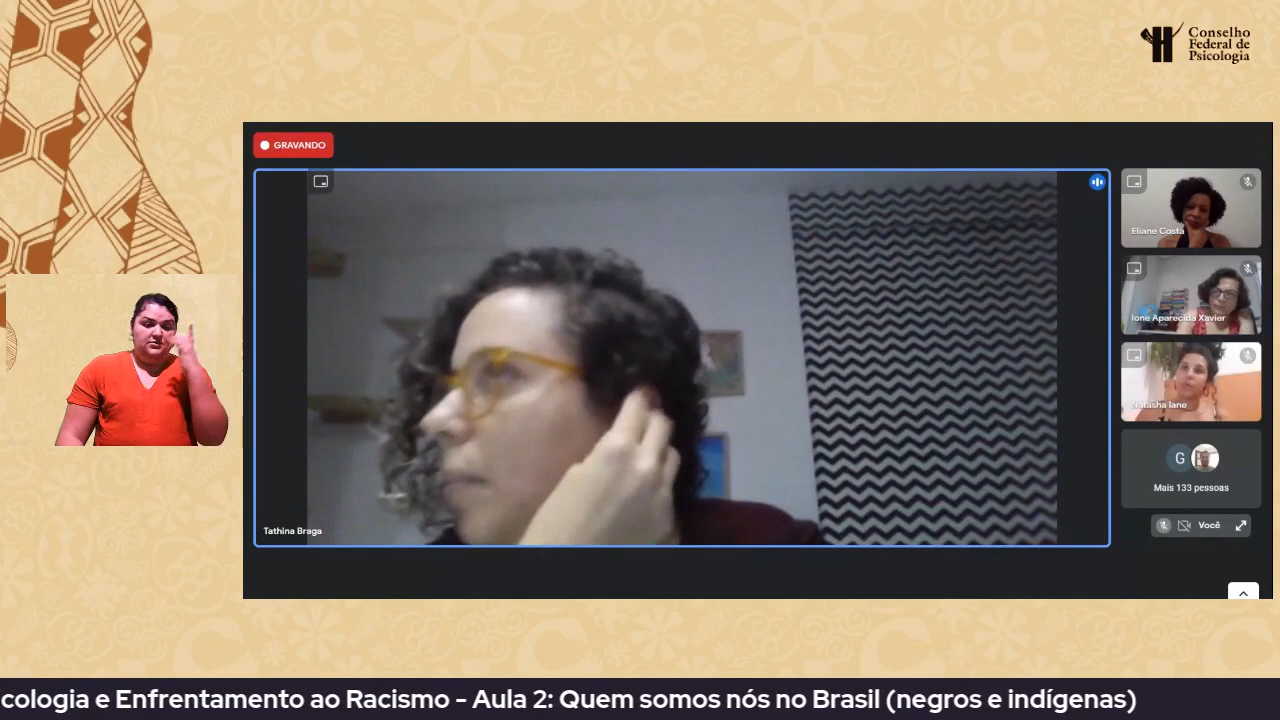 Conselho
Federal de
Psicologia
GRAVANDO
Eliane Costa
Ione Aparecida Xavier
Natasha Iane
G
Mais 133 pessoas
Você
Tathina Braga
cologia e Enfrentamento ao Racismo - Aula 2: Quem somos nós no Brasil (negros e indígenas)